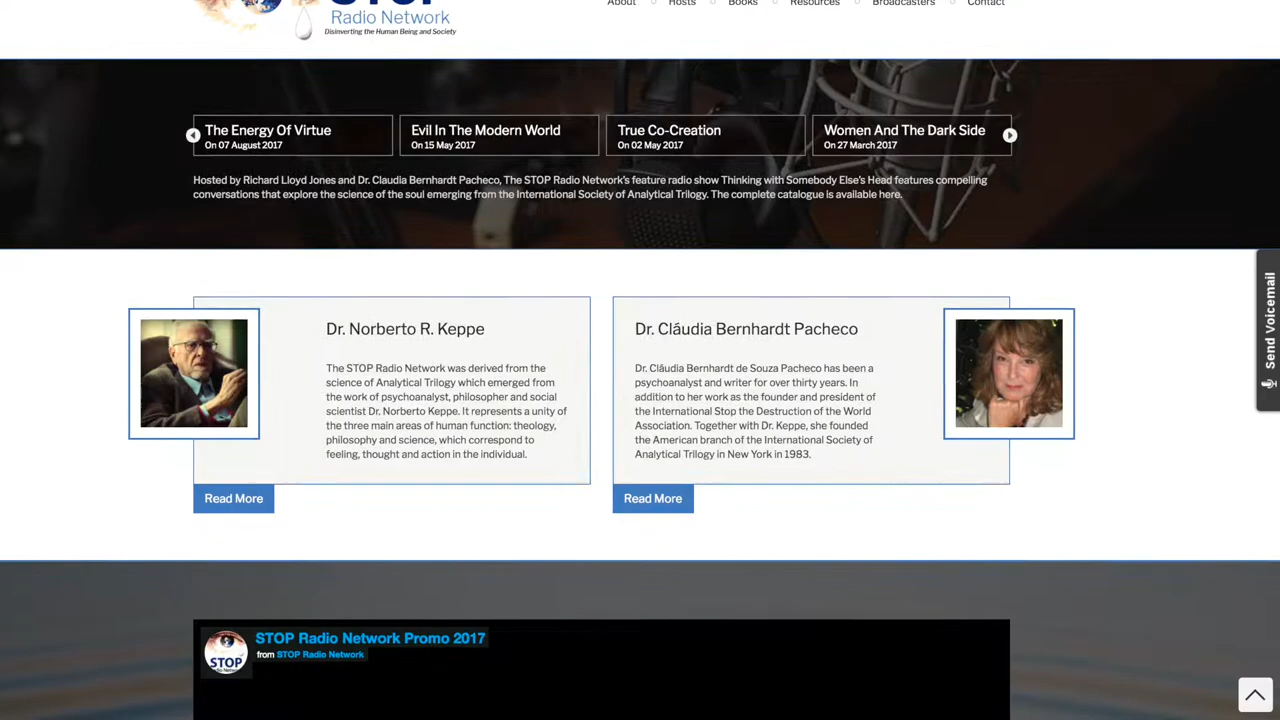 Radio Network
Disinverting the Human Being and Society
About
Hosts
Books
Resources
Broadcasters
Contact
The Energy Of Virtue
On 07 August 2017
Evil In The Modern World
On 15 May 2017
True Co-Creation
On 02 May 2017
Women And The Dark Side
On 27 March 2017
Hosted by Richard Lloyd Jones and Dr. Claudia Bernhardt Pacheco, The STOP Radio Network's feature radio show Thinking with Somebody Else's Head features compelling
conversations that explore the science of the soul emerging from the International Society of Analytical Trilogy. The complete catalogue is available here.
Send Voicemail
Dr. Norberto R. Keppe
The STOP Radio Network was derived from the
science of Analytical Trilogy which emerged from
the work of psychoanalyst, philosopher and social
scientist Dr. Norberto Keppe. It represents a unity of
the three main areas of human function: theology,
philosophy and science, which correspond to
feeling, thought and action in the individual.
Read More
Dr. Cláudia Bernhardt Pacheco
Dr. Cláudia Bernhardt de Souza Pacheco has been a
psychoanalyst and writer for over thirty years. In
addition to her work as the founder and president of
the International Stop the Destruction of the World
Association. Together with Dr. Keppe, she founded
the American branch of the International Society of
Analytical Trilogy in New York in 1983.
Read More
STOP Radio Network Promo 2017
from STOP Radio Network
STOP